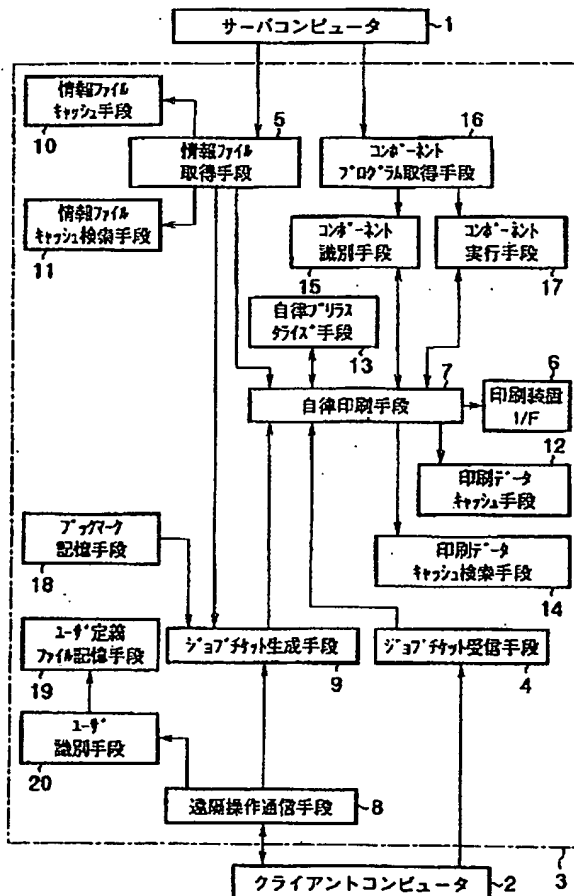 サーバコンピュータ
1
情報ファイル
キャッシュ手段
10
5
情報ファイル
取得手段
16
コンポーネント
プログラム取得手段
情報ファイル
キャッシュ検索手段
11
コンポーネント
識別手段
15
コンポーネント
実行手段
17
自律プリラス
タライズ手段
13
7
自律印刷手段
6
印刷装置
I/F
12
印刷データ
キャッシュ手段
ブックマーク
記憶手段
18
印刷データ
キャッシュ検索手段
14
ユーザ定義
ファイル記憶手段
19
ジョブチケット生成手段
9
ジョブチケット受信手段
4
ユーザ
識別手段
20
遠隔操作通信手段
8
3
クライアントコンピュータ
2